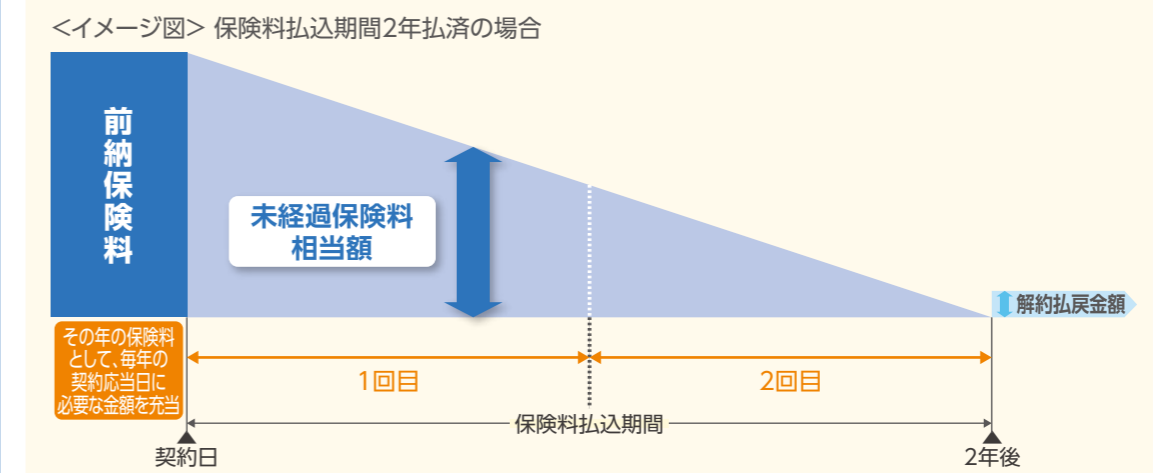 ＜イメージ図＞ 保険料払込期間2年払済の場合
前納保険料
未経過保険料
相当額
解約払戻金額
その年の保険料
として、毎年の
契約応当日に
必要な金額を充当
1回目
2回目
保険料払込期間
契約日
2年後